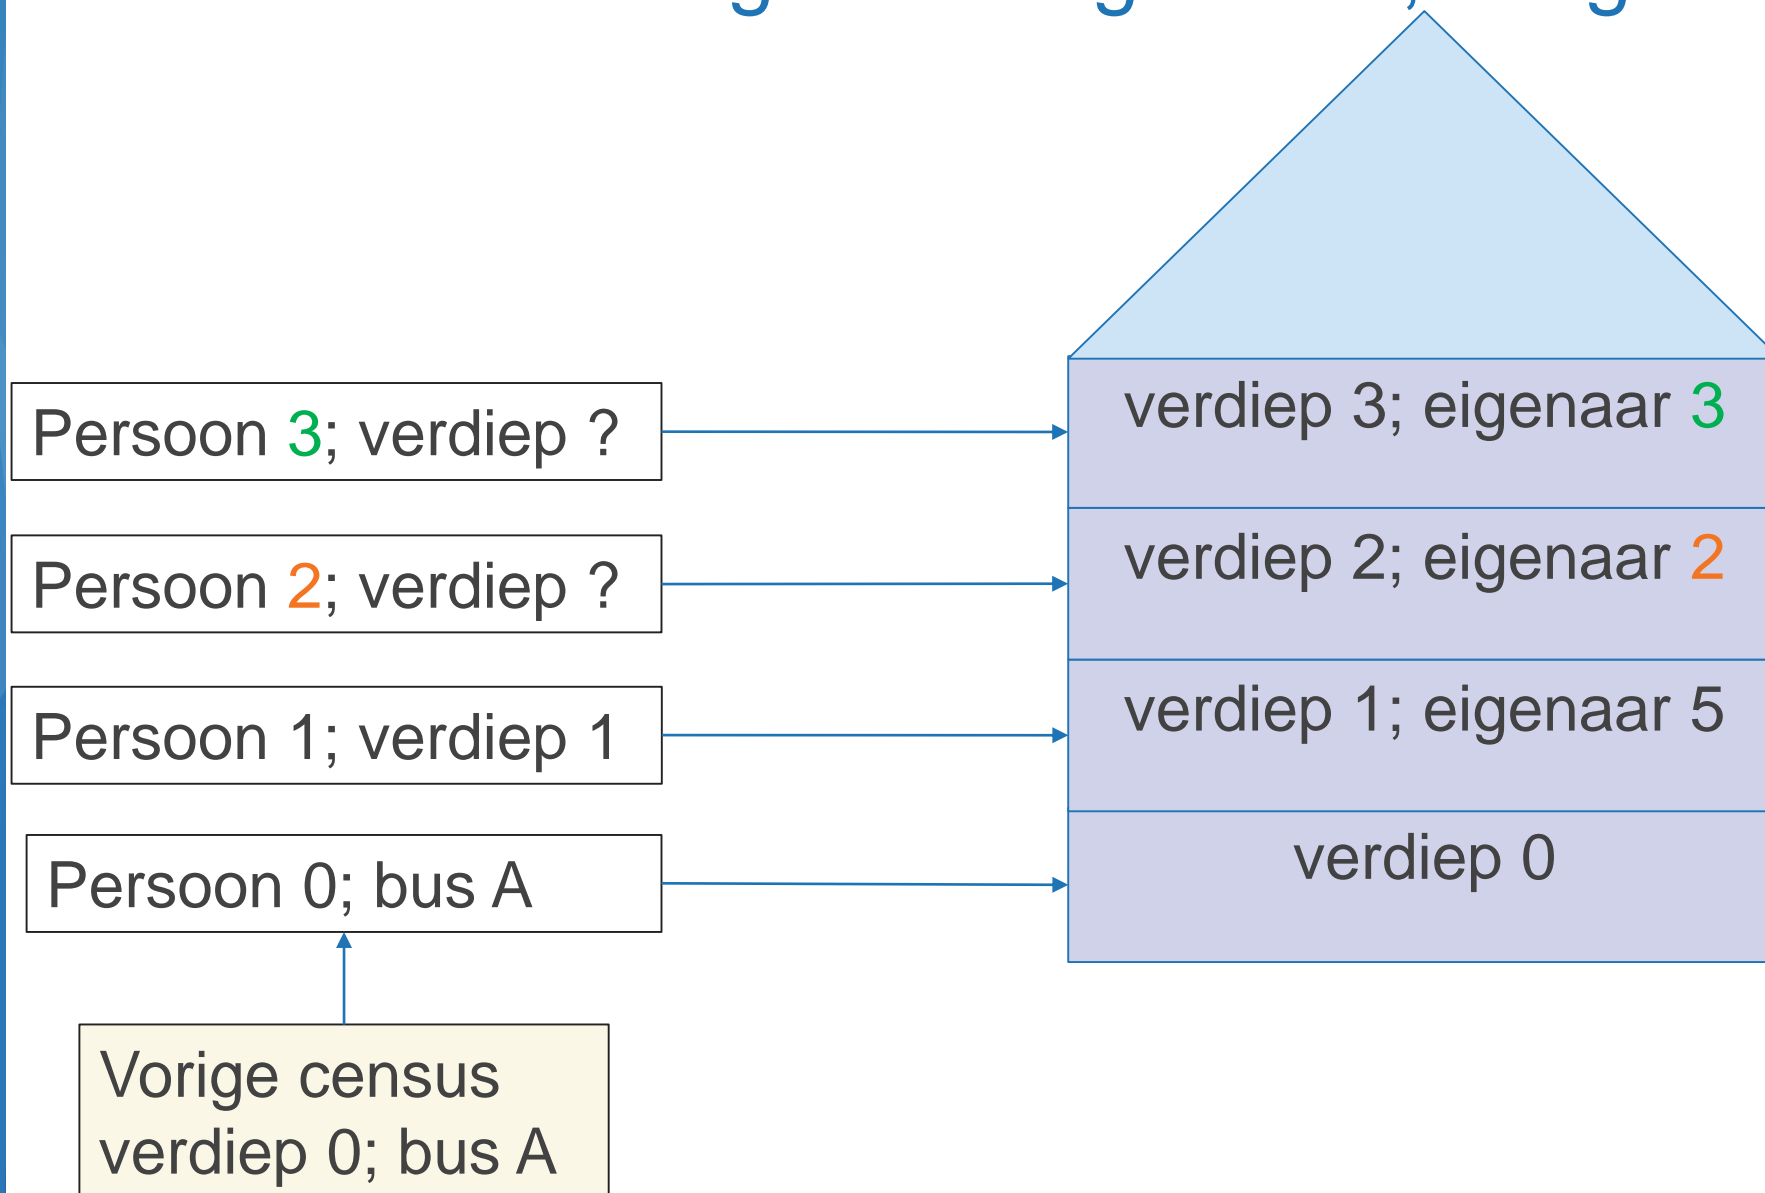 Persoon 3; verdiep ?
verdiep 3; eigenaar 3
Persoon 2; verdiep ?
verdiep 2; eigenaar 2
Persoon 1; verdiep 1
verdiep 1; eigenaar 5
Persoon 0; bus A
verdiep 0
Vorige census
verdiep 0; bus A